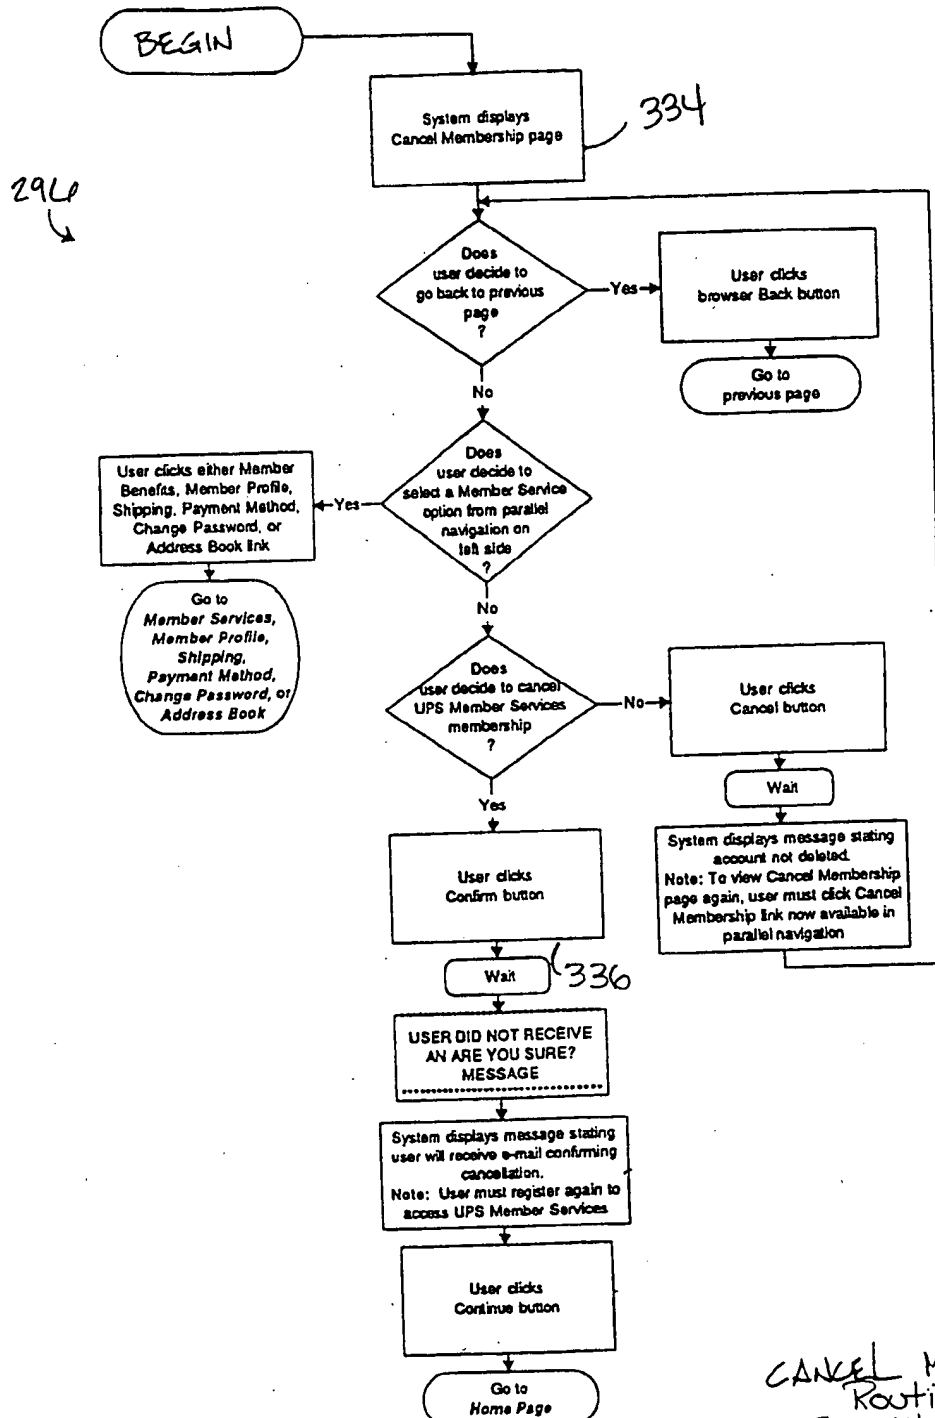 BEGIN
System displays
Cancel Membership page
334
294
Does
user decide to
go back to previous
page
?
Yes
User clicks
browser Back button
Go to
previous page
No
Does
user decide to
select a Member Service
option from parallel
navigation on
left side
?
Yes
User clicks either Member
Benefits, Member Profile,
Shipping, Payment Method,
Change Password, or
Address Book link
Go to
Member Services,
Member Profile,
Shipping,
Payment Method,
Change Password, or
Address Book
No
Does
user decide to cancel
UPS Member Services
membership
?
No
User clicks
Cancel button
Wait
System displays message stating
account not deleted.
Note: To view Cancel Membership
page again, user must click Cancel
Membership link now available in
parallel navigation
Yes
User clicks
Confirm button
Wait
336
USER DID NOT RECEIVE
AN ARE YOU SURE?
MESSAGE
System displays message stating
user will receive e-mail confirming
cancellation.
Note: User must register again to
access UPS Member Services
User clicks
Continue button
Go to
Home Page
CANCEL M
Routi